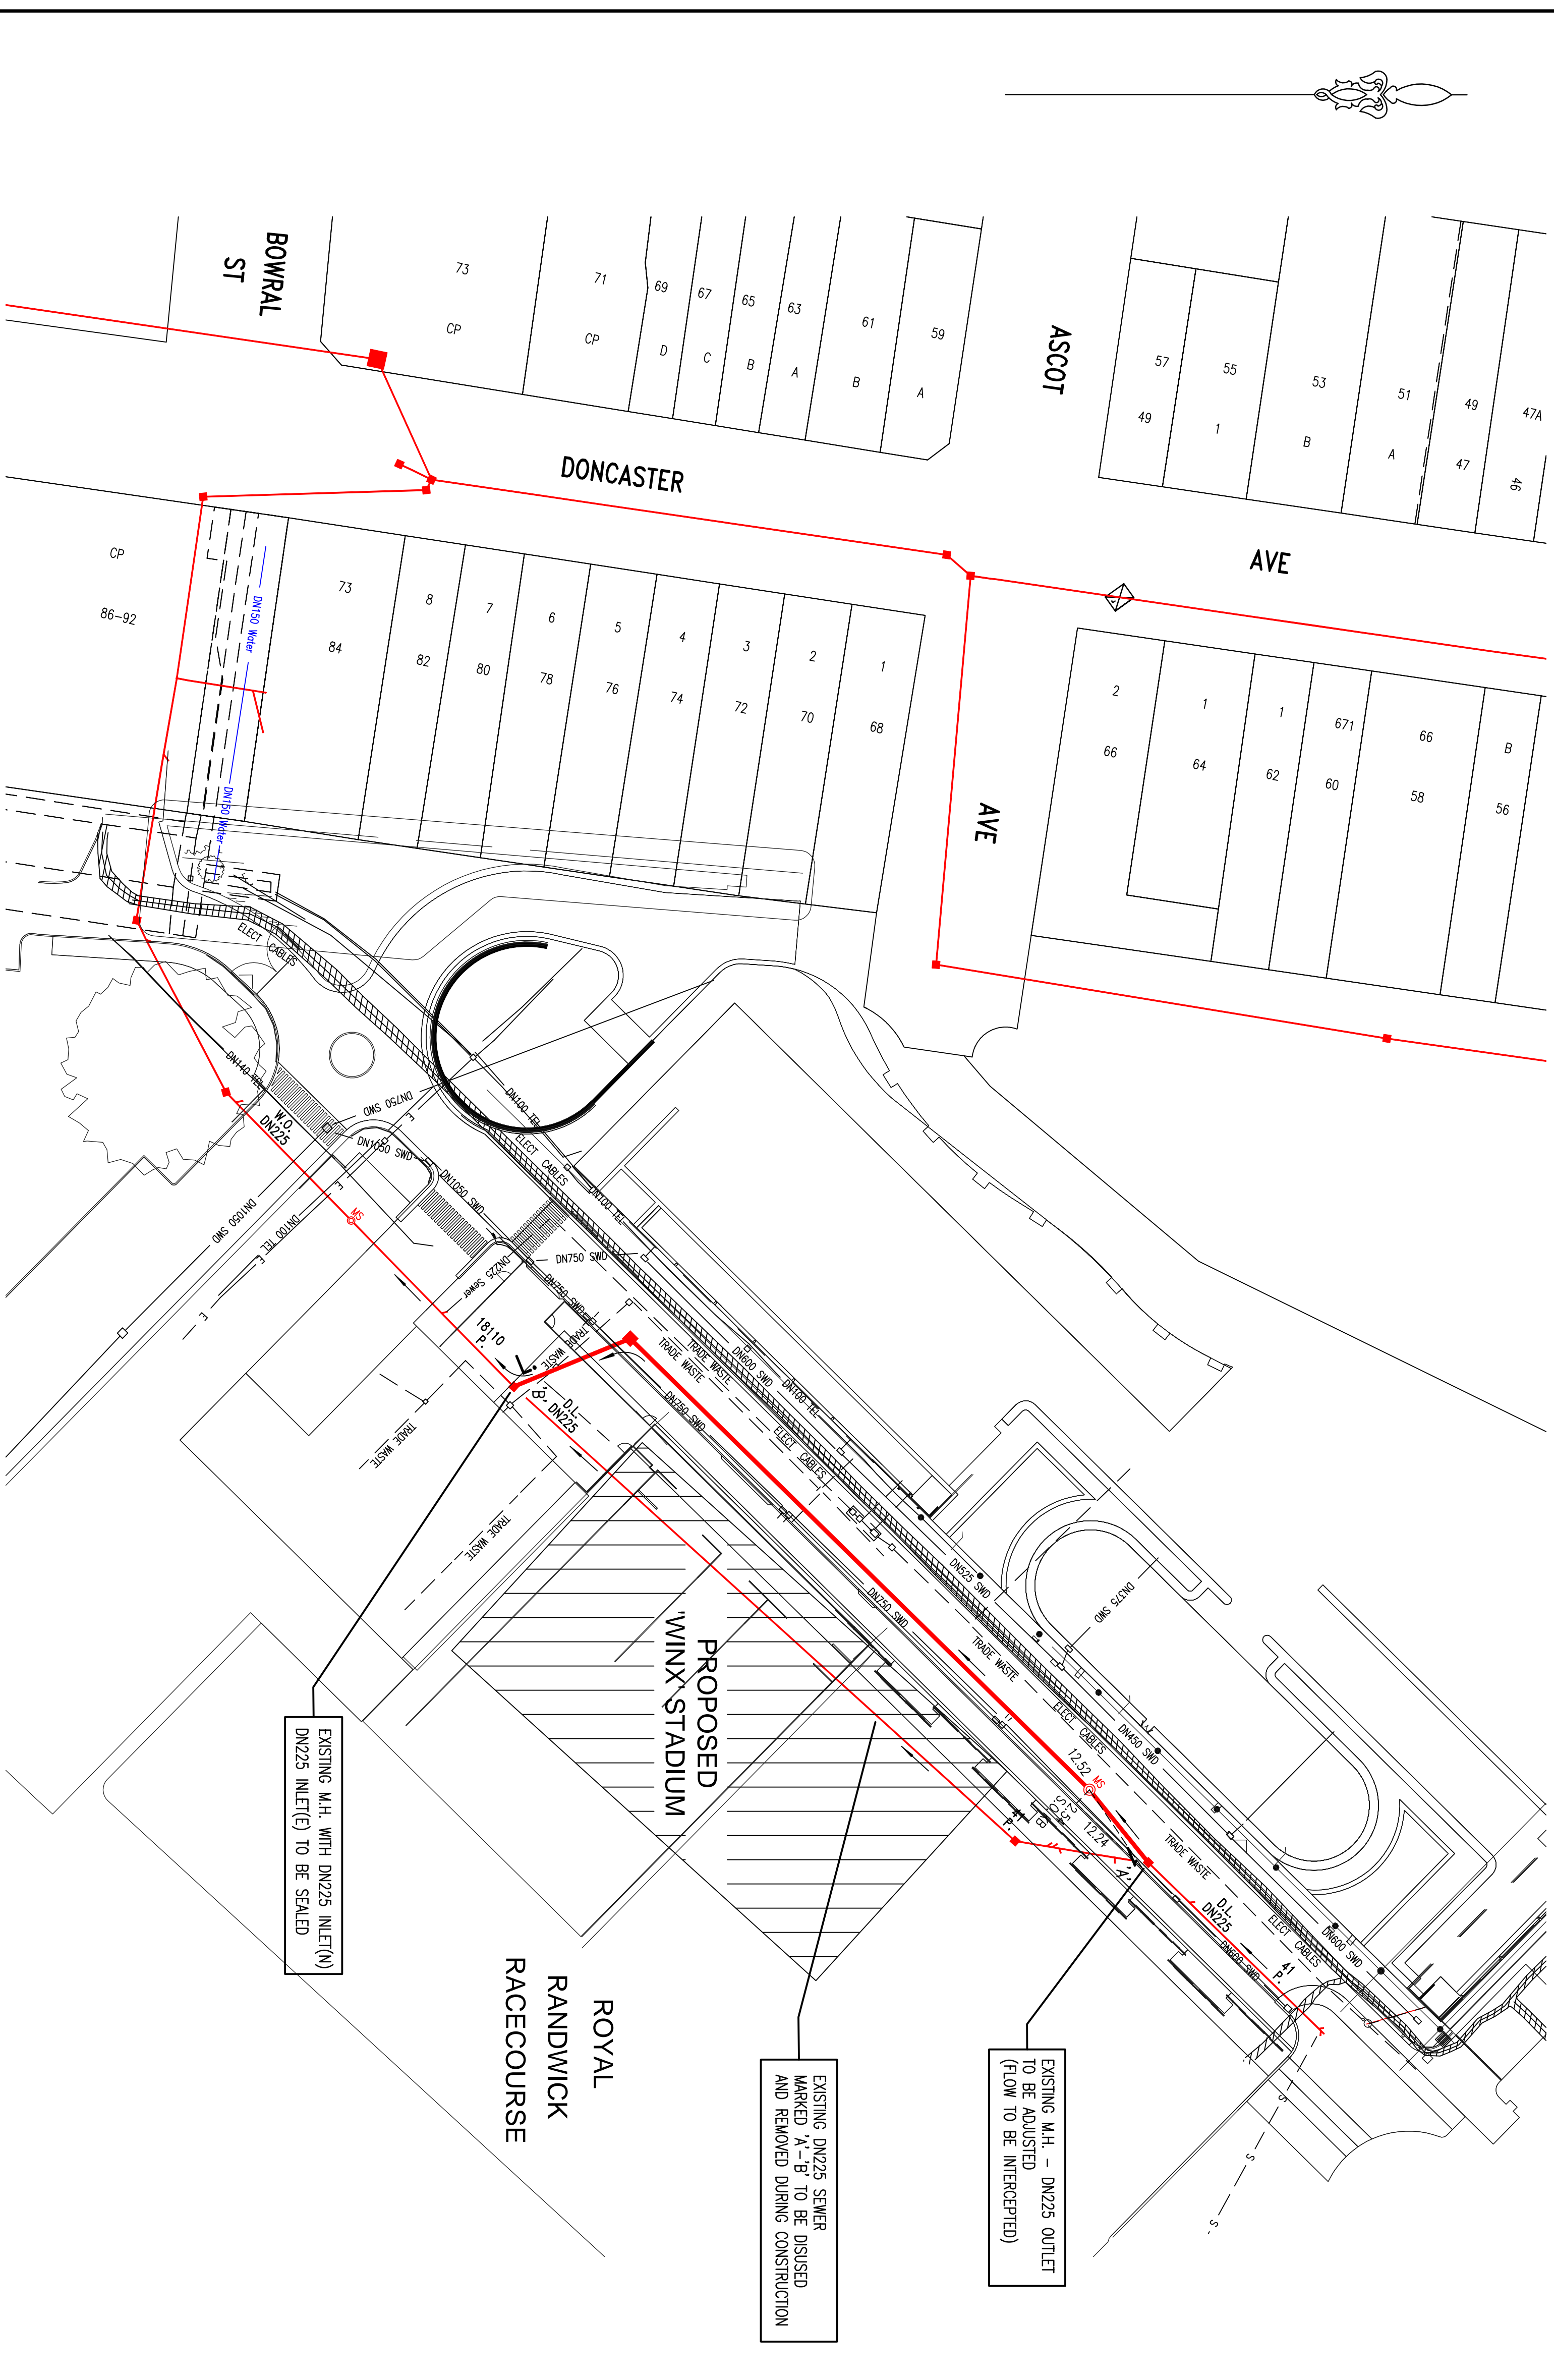 BOWRAL
ST
73
CP
71
CP
69
D
67
C
65
B
63
A
61
B
59
A
ASCOT
57
49
55
1
53
B
51
A
49
47
47A
46
DONCASTER
AVE
CP
86-92
DN150 Water
DN150 Water
73
84
8
82
7
80
6
78
5
76
4
74
3
72
2
70
1
68
AVE
2
66
1
64
1
62
671
60
66
58
B
56
ELECT CABLES
DN140 TEL
W.O.
DN225
DN750 SWD
DN1050 SWD
DN1050 SWD
DN1050 SWD
DN100 TEL
E
E
E
E
E
MS
DN100 TEL
ELECT CABLES
DN100 TEL
DN750 SWD
DN225 Sewer
DN750 SWD
18110
P.
TRADE WASTE
'B'
D.L.
DN225
TRADE WASTE
TRADE WASTE
TRADE WASTE
TRADE WASTE
DN600 SWD
DN100 TEL
ELECT CABLES
DN750 SWD
DN525 SWD
DN375 SWD
DN750 SWD
TRADE WASTE
ELECT CABLES
DN450 SWD
12.52
MS
12.24
41
P.
'A'
TRADE WASTE
D.L.
DN225
ELECT CABLES
DN600 SWD
DN600 SWD
41
P.
S
S
S
PROPOSED
'WINX' STADIUM
ROYAL
RANDWICK
RACECOURSE
EXISTING M.H. WITH DN225 INLET(N)
DN225 INLET(E) TO BE SEALED
EXISTING DN225 SEWER
MARKED 'A'-'B' TO BE DISUSED
AND REMOVED DURING CONSTRUCTION
EXISTING M.H. - DN225 OUTLET
TO BE ADJUSTED
(FLOW TO BE INTERCEPTED)